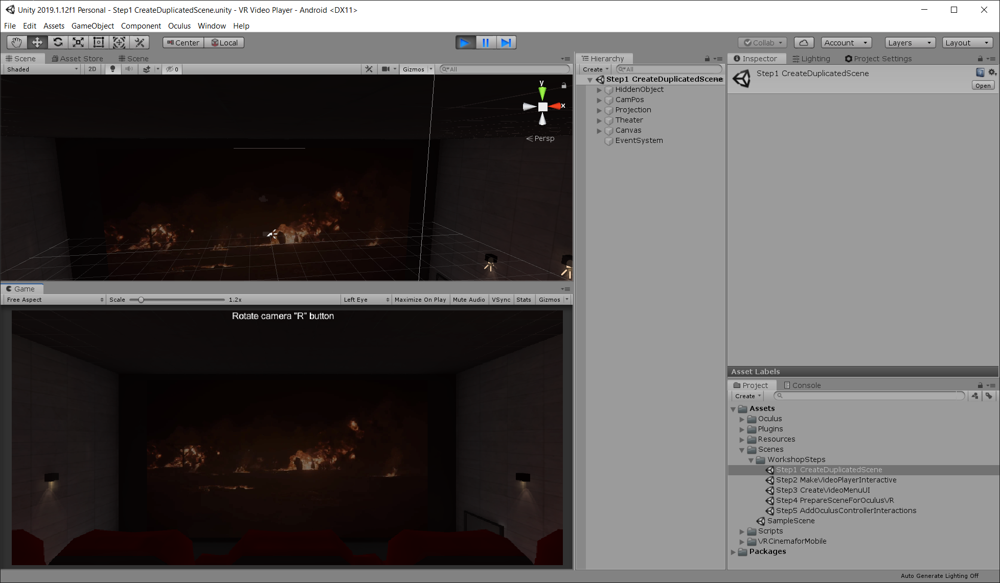 Unity 2019.1.12f1 Personal - Step1 CreateDuplicatedScene.unity - VR Video Player - Android <DX11>
File Edit Assets GameObject Component Oculus Window Help
Center Local Collab Account Layers Layout
Scene Asset Store Scene
Shaded 2D 0 Gizmos All
y
x
Persp
Game
Free Aspect Scale 1.2x Left Eye Maximize On Play Mute Audio VSync Stats Gizmos
Rotate camera "R" button
Hierarchy
Create All
Step1 CreateDuplicatedScene
HiddenObject
CamPos
Projection
Theater
Canvas
EventSystem
Inspector Lighting Project Settings
Step1 CreateDuplicatedScene
Open
Asset Labels
Project Console
Create
Assets
Oculus
Plugins
Resources
Scenes
WorkshopSteps
Step1 CreateDuplicatedScene
Step2 MakeVideoPlayerInteractive
Step3 CreateVideoMenuUI
Step4 PrepareSceneForOculusVR
Step5 AddOculusControllerInteractions
SampleScene
Scripts
VRCinemaforMobile
Packages
Auto Generate Lighting Off